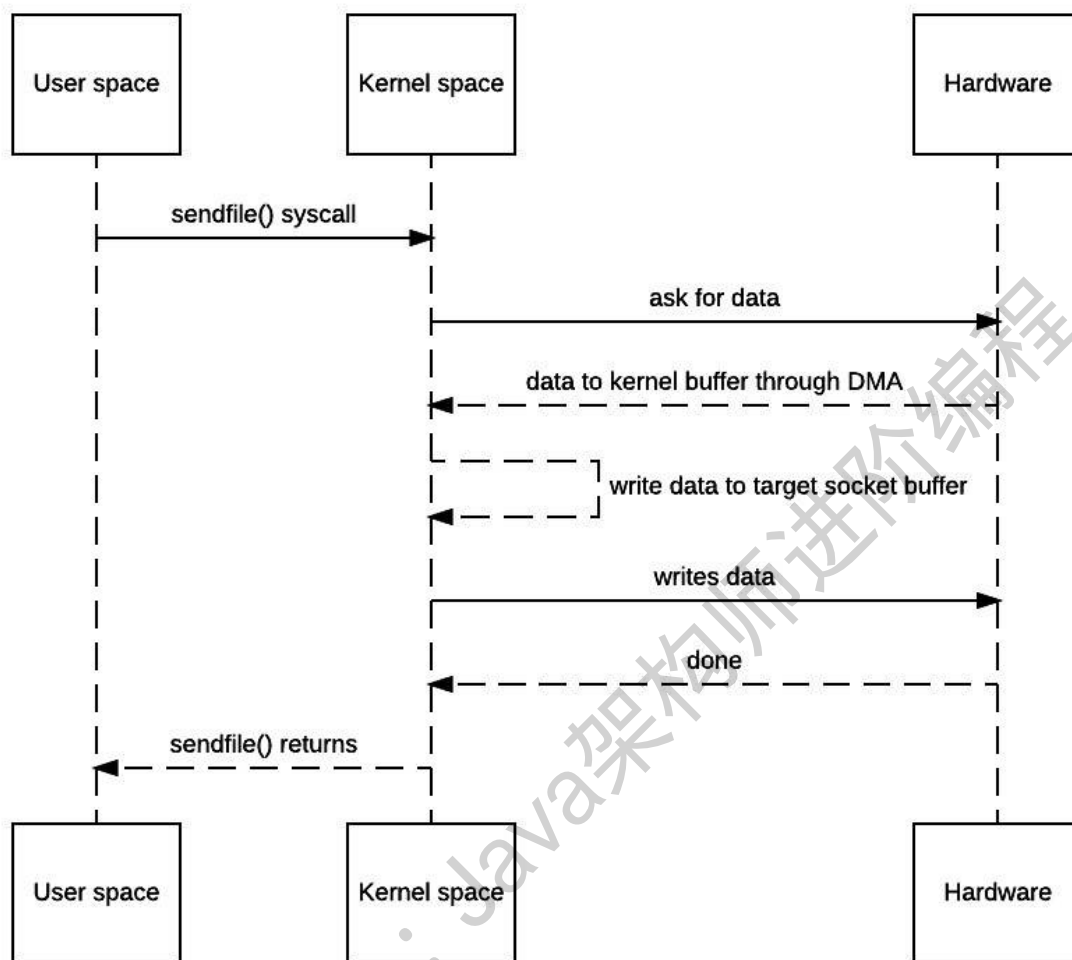 User space
Kernel space
Hardware
sendfile() syscall
ask for data
data to kernel buffer through DMA
write data to target socket buffer
writes data
done
sendfile() returns
User space
Kernel space
Hardware
: Java架构师进阶编程